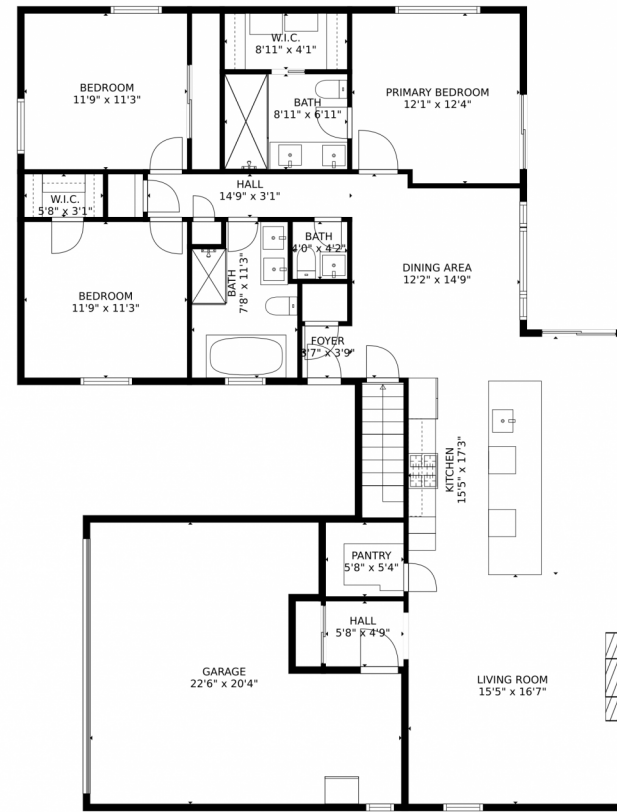 W.I.C.
8'11" x 4'1"
BEDROOM
11'9" x 11'3"
PRIMARY BEDROOM
12'1" x 12'4"
BATH
8'11" x 6'11"
HALL
14'9" x 3'1"
W.I.C.
5'8" x 3'1"
BATH
4'0" x 4'2"
BATH
7'8" x 11'3"
DINING AREA
12'2" x 14'9"
BEDROOM
11'9" x 11'3"
FOYER
3'7" x 3'9"
KITCHEN
15'5" x 17'3"
PANTRY
5'8" x 5'4"
HALL
5'8" x 4'9"
GARAGE
22'6" x 20'4"
LIVING ROOM
15'5" x 16'7"